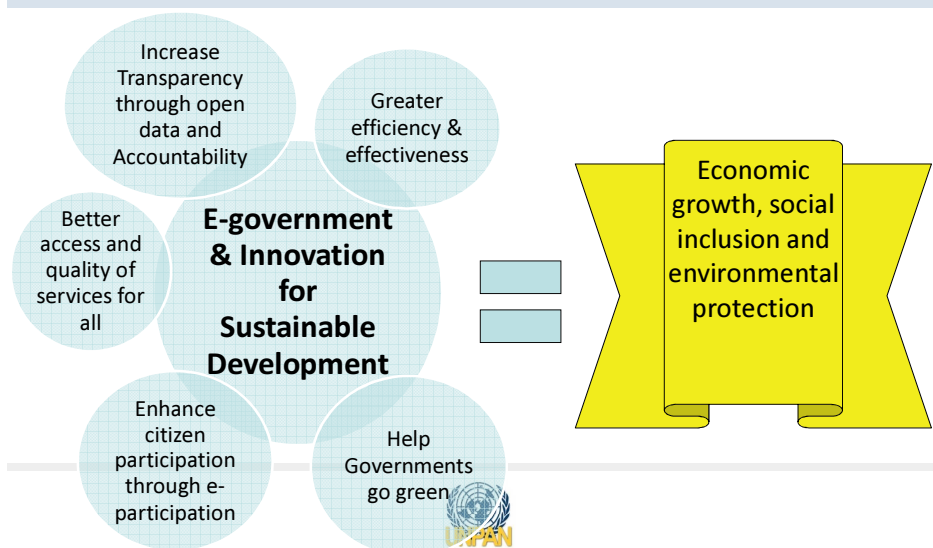 Increase
Transparency
through open
data and
Accountability
Greater
efficiency &
effectiveness
Better
access and
quality of
services for
all
E-government
& Innovation
for
Sustainable
Development
Enhance
citizen
participation
through e-
participation
Help
Governments
go green
Economic
growth, social
inclusion and
environmental
protection
UNPAN